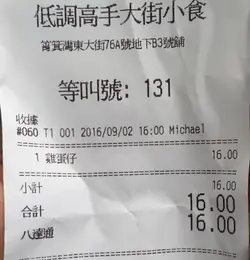 低調高手大街小食
筲箕灣東大街76A號地下B3號舖
等叫號: 131
收據
#060 T1 001 2016/09/02 16:00 Michael
1 雞蛋仔 16.00
小計 16.00
合計 16.00
八達通 16.00